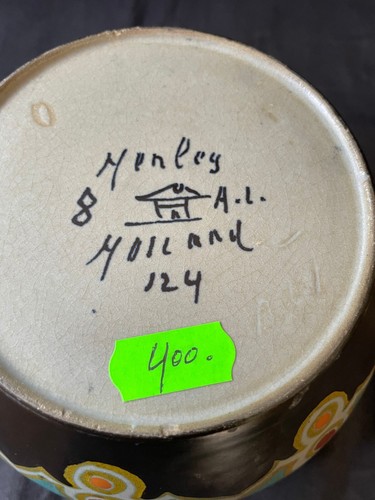 Henley
8 A.L.
Holland
124
400.